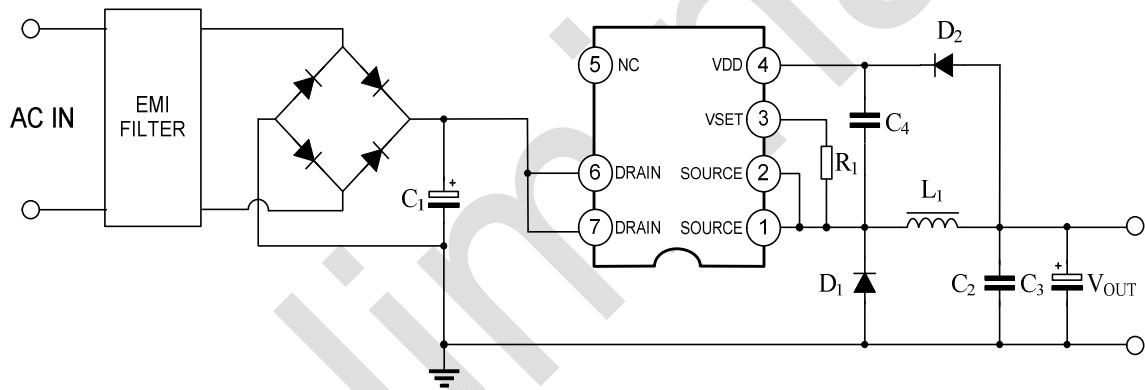 AC IN
EMI
FILTER
C1
+
5 NC
6 DRAIN
7 DRAIN
VDD 4
VSET 3
SOURCE 2
SOURCE 1
D2
C4
R1
L1
D1
C2
C3
+
VOUT